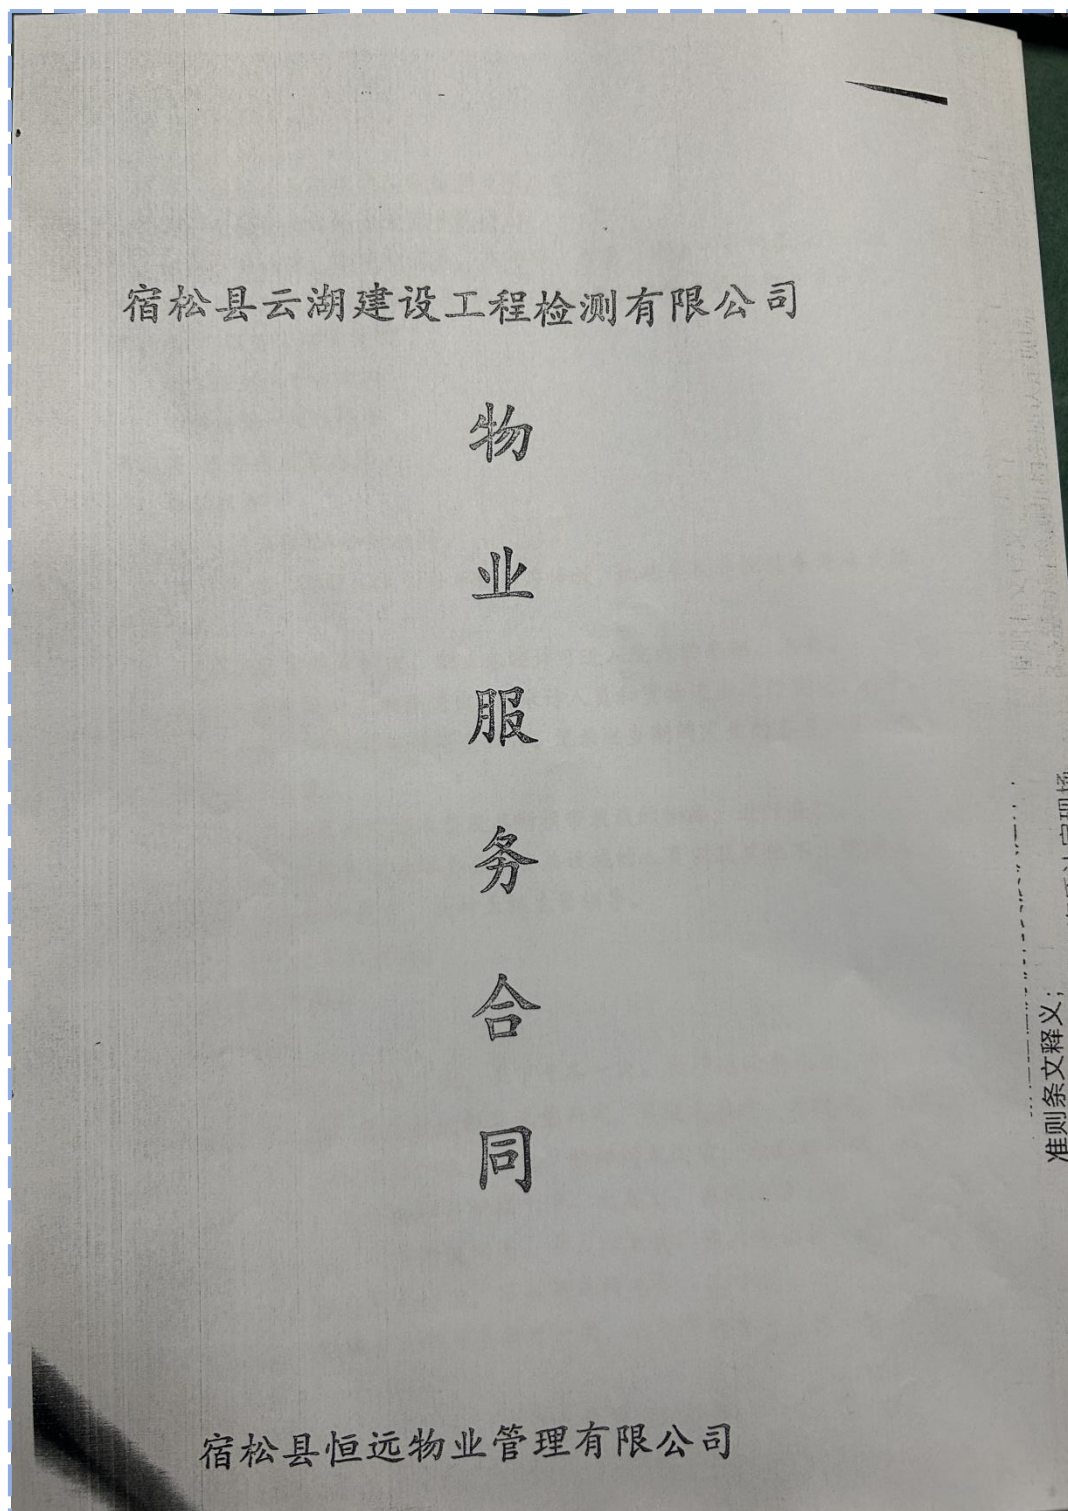 宿松县云湖建设工程检测有限公司
物
业
服
务
合
同
宿松县恒远物业管理有限公司
准则条文释义；